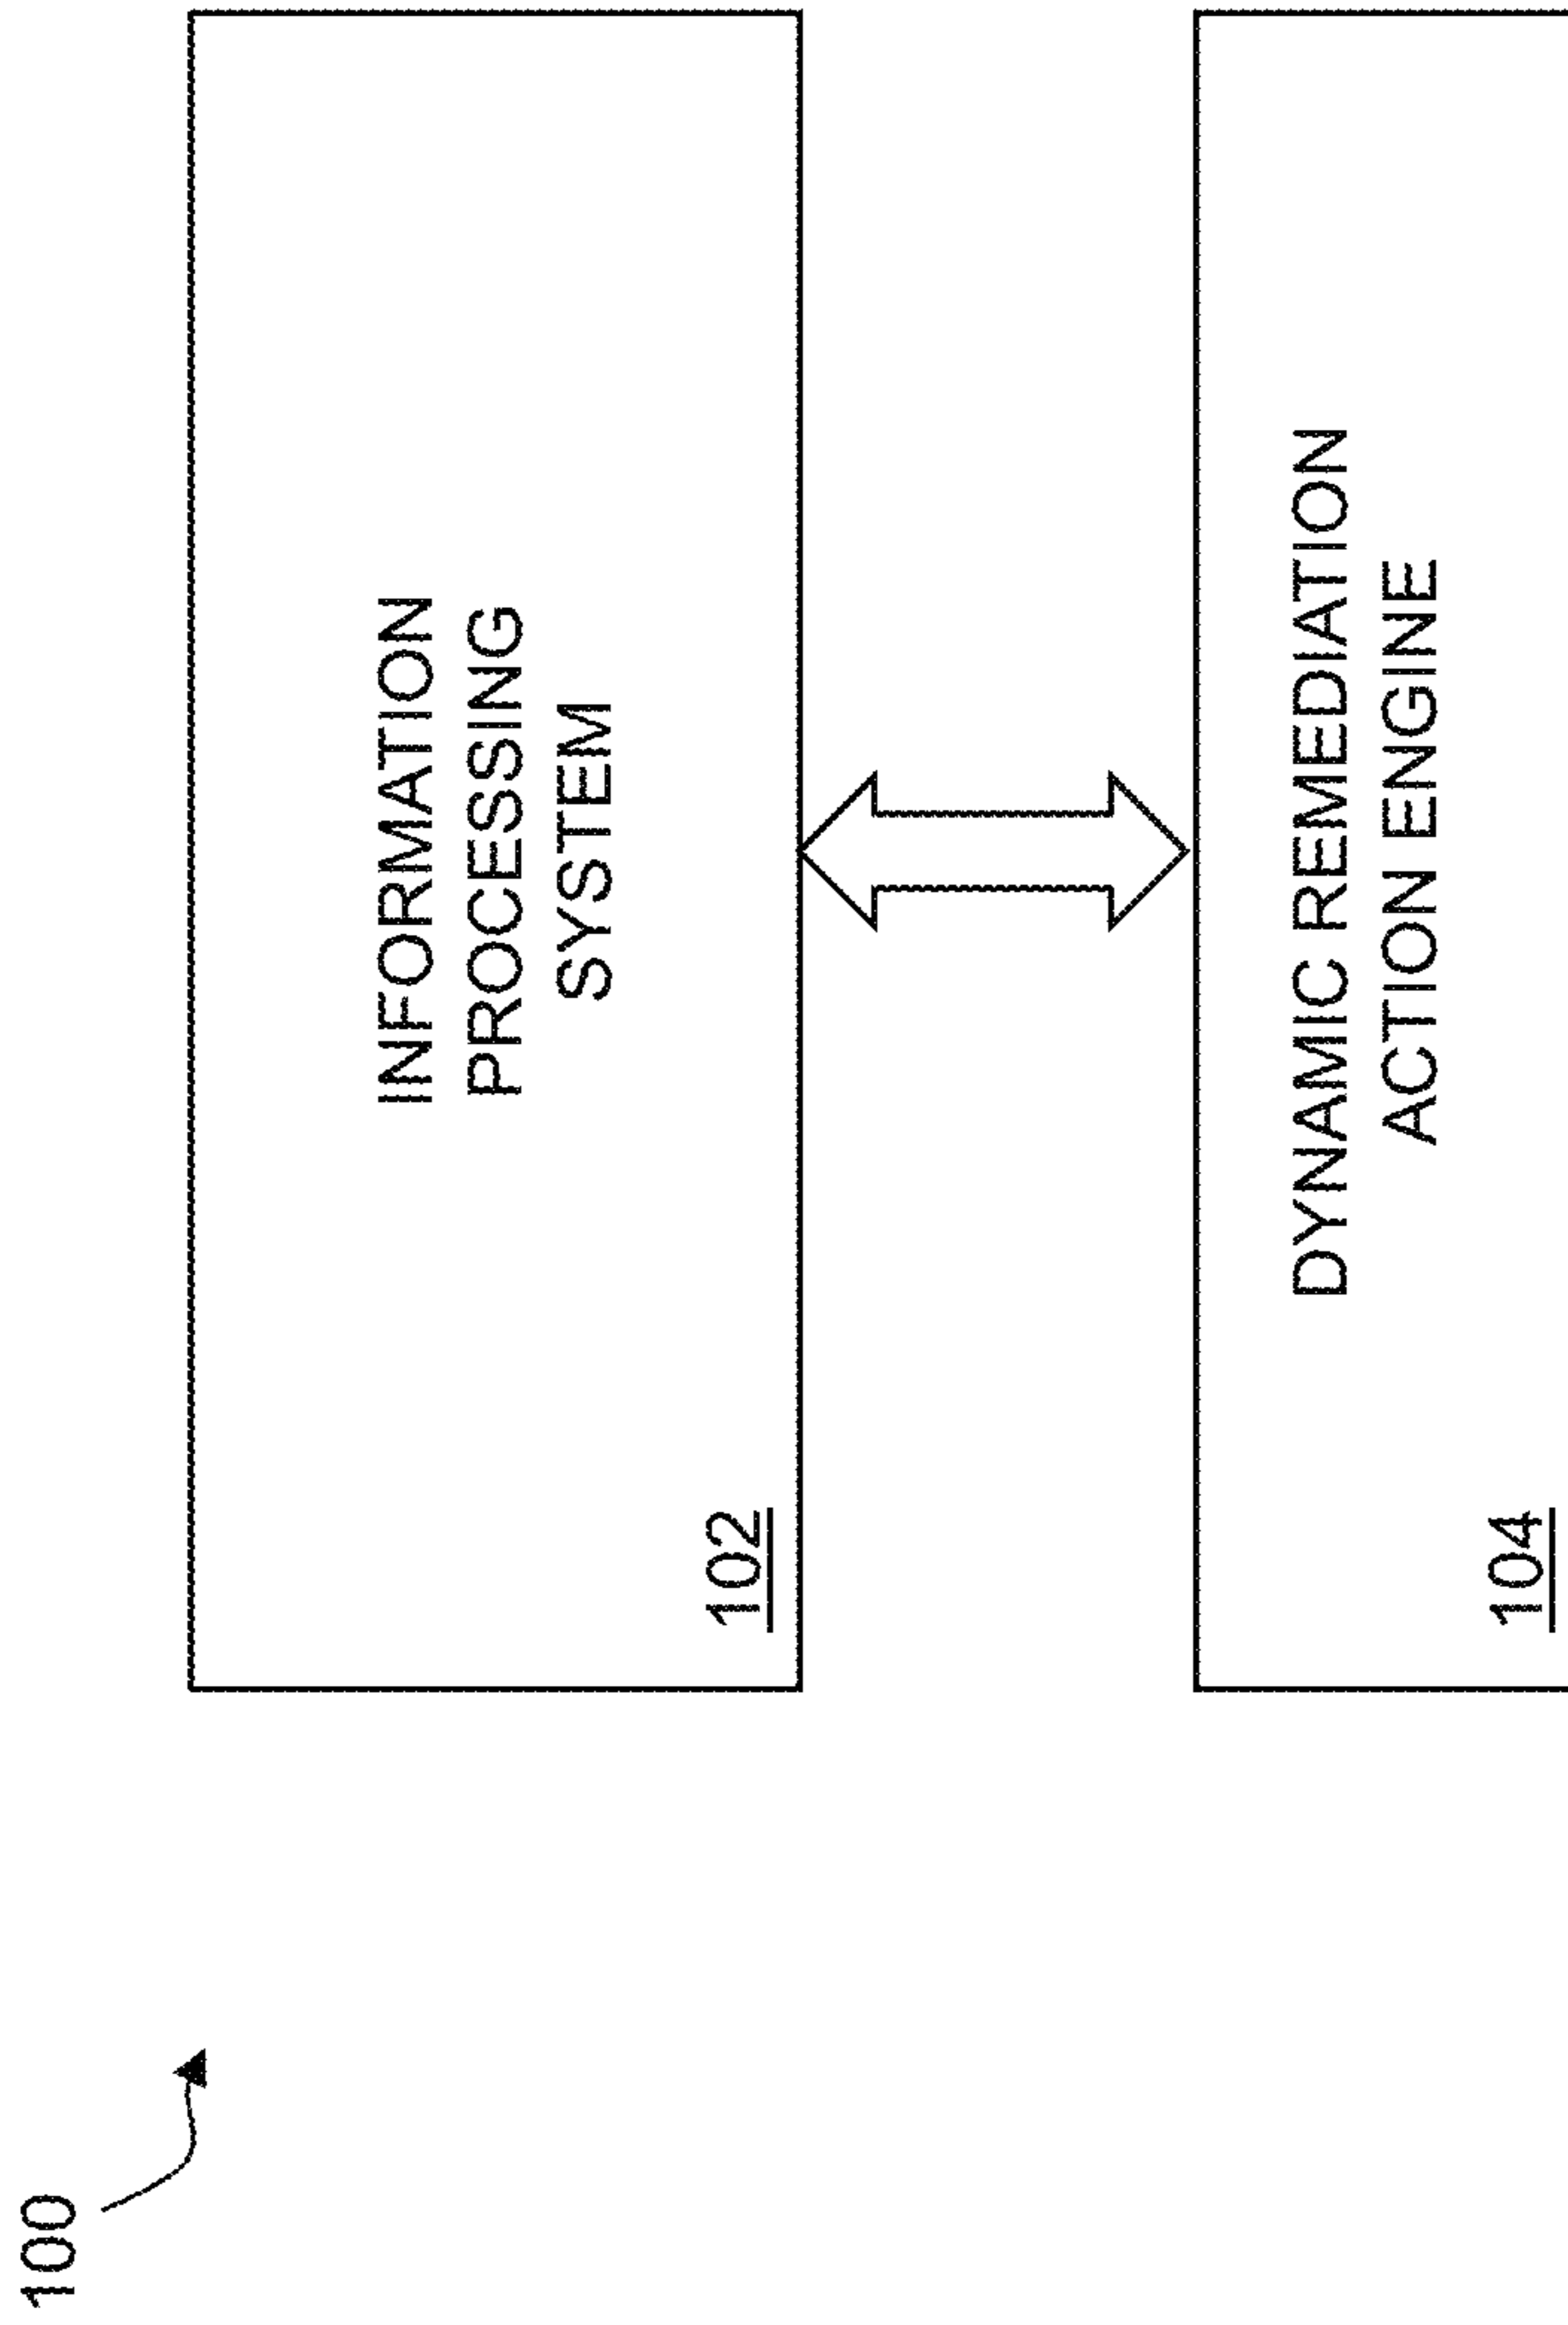 100
INFORMATION
PROCESSING
SYSTEM
102
DYNAMIC REMEDIATION
ACTION ENGINE
104